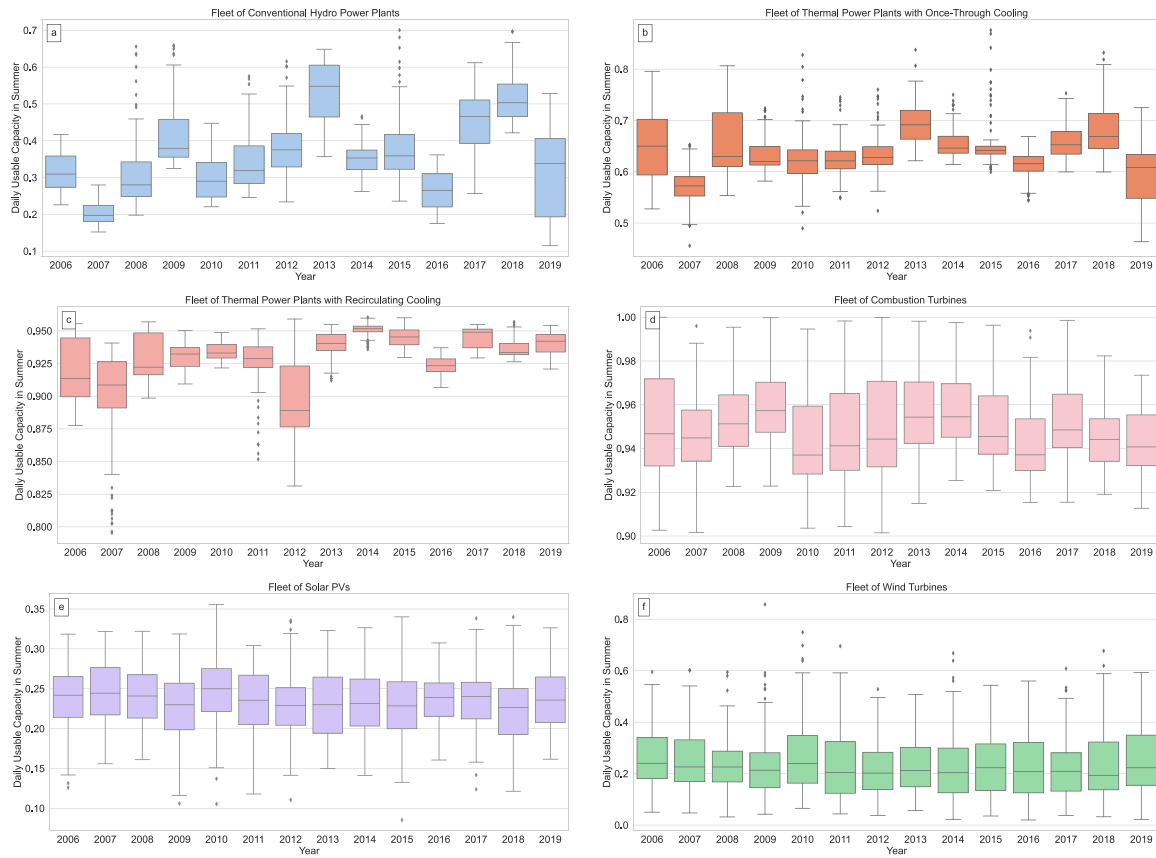 Fleet of Conventional Hydro Power Plants
a
0.7
0.6
0.5
0.4
0.3
0.2
0.1
Daily Usable Capacity in Summer
2006 2007 2008 2009 2010 2011 2012 2013 2014 2015 2016 2017 2018 2019
Year
Fleet of Thermal Power Plants with Once-Through Cooling
b
0.8
0.7
0.6
0.5
Daily Usable Capacity in Summer
2006 2007 2008 2009 2010 2011 2012 2013 2014 2015 2016 2017 2018 2019
Year
Fleet of Thermal Power Plants with Recirculating Cooling
c
0.950
0.925
0.900
0.875
0.850
0.825
0.800
Daily Usable Capacity in Summer
2006 2007 2008 2009 2010 2011 2012 2013 2014 2015 2016 2017 2018 2019
Year
Fleet of Combustion Turbines
d
1.00
0.98
0.96
0.94
0.92
0.90
Daily Usable Capacity in Summer
2006 2007 2008 2009 2010 2011 2012 2013 2014 2015 2016 2017 2018 2019
Year
Fleet of Solar PVs
e
0.35
0.30
0.25
0.20
0.15
0.10
Daily Usable Capacity in Summer
2006 2007 2008 2009 2010 2011 2012 2013 2014 2015 2016 2017 2018 2019
Year
Fleet of Wind Turbines
f
0.8
0.6
0.4
0.2
0.0
Daily Usable Capacity in Summer
2006 2007 2008 2009 2010 2011 2012 2013 2014 2015 2016 2017 2018 2019
Year